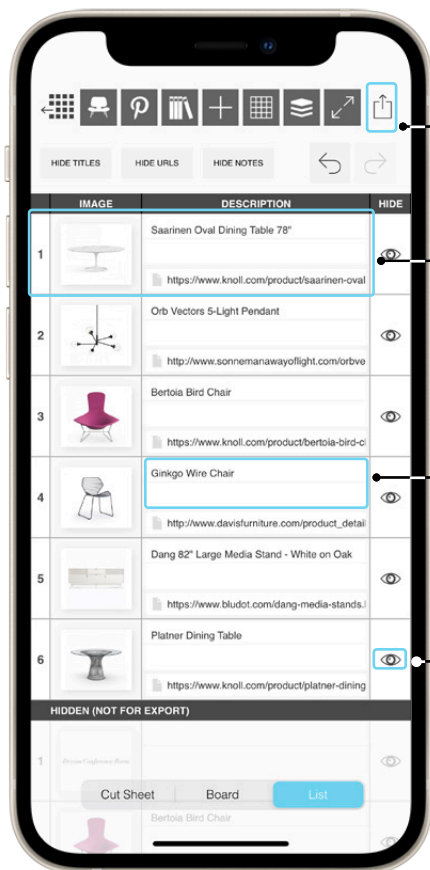 HIDE TITLES
HIDE URLS
HIDE NOTES
IMAGE
DESCRIPTION
HIDE
1
Saarinen Oval Dining Table 78"
https://www.knoll.com/product/saarinen-oval
2
Orb Vectors 5-Light Pendant
http://www.sonnemanawayoflight.com/orbve
3
Bertoia Bird Chair
https://www.knoll.com/product/bertoia-bird-c
4
Ginkgo Wire Chair
http://www.davisfurniture.com/product_detail
5
Dang 82" Large Media Stand - White on Oak
https://www.bludot.com/dang-media-stands.
6
Platner Dining Table
https://www.knoll.com/product/platner-dining
HIDDEN (NOT FOR EXPORT)
1
Cut Sheet
Board
List
Bertoia Bird Chair